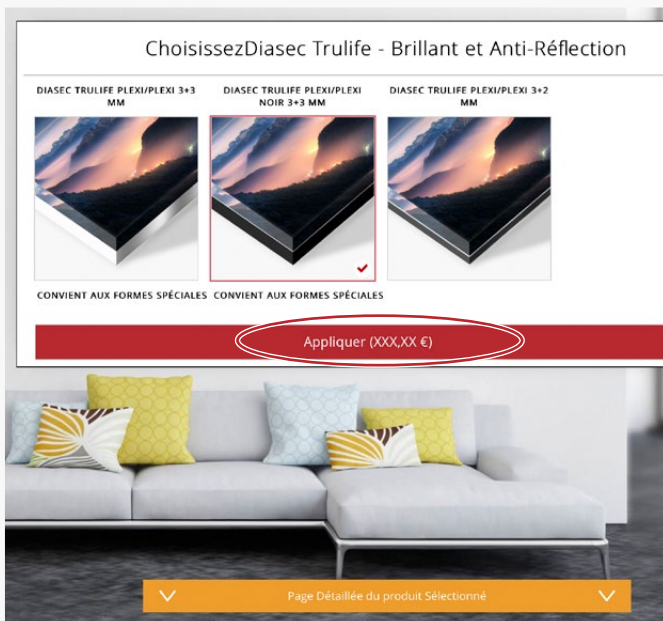 ChoisissezDiasec Trulife - Brillant et Anti-Réflection
DIASEC TRULIFE PLEXI/PLEXI 3+3
MM
DIASEC TRULIFE PLEXI/PLEXI
NOIR 3+3 MM
DIASEC TRULIFE PLEXI/PLEXI 3+2
MM
CONVIENT AUX FORMES SPÉCIALES
CONVIENT AUX FORMES SPÉCIALES
Appliquer (XXX,XX €)
Page Détaillée du produit Sélectionné